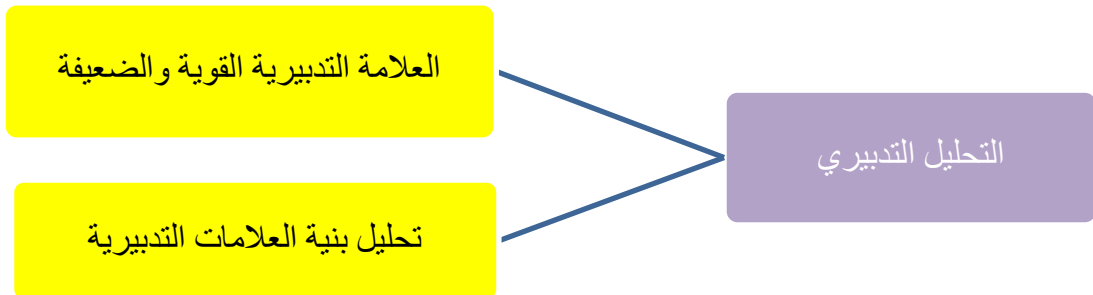 التحليل التدبيري
العلامة التدبيرية القوية والضعيفة
تحليل بنية العلامات التدبيرية